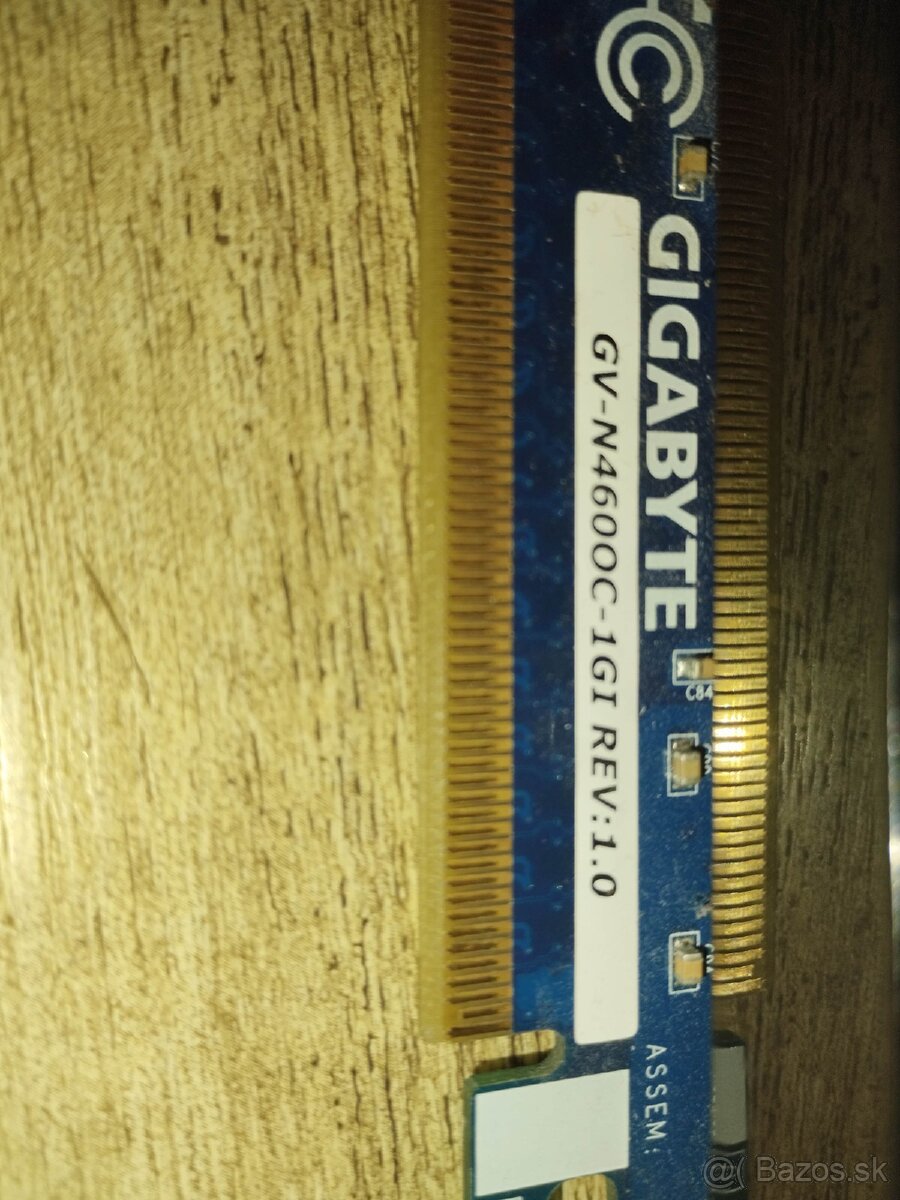 GIGABYTE
GV-N460OC-1GI REV:1.0
C84
ASSEM:
@ Bazos.sk